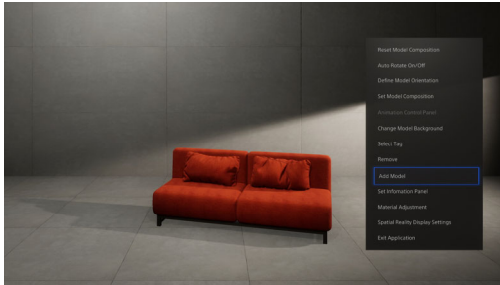 Reset Model Composition
Auto Rotate On/Off
Define Model Orientation
Set Model Composition
Animation Control Panel
Change Model Background
Select Tag
Remove
Add Model
Set Infomation Panel
Material Adjustment
Spatial Reality Display Settings
Exit Application